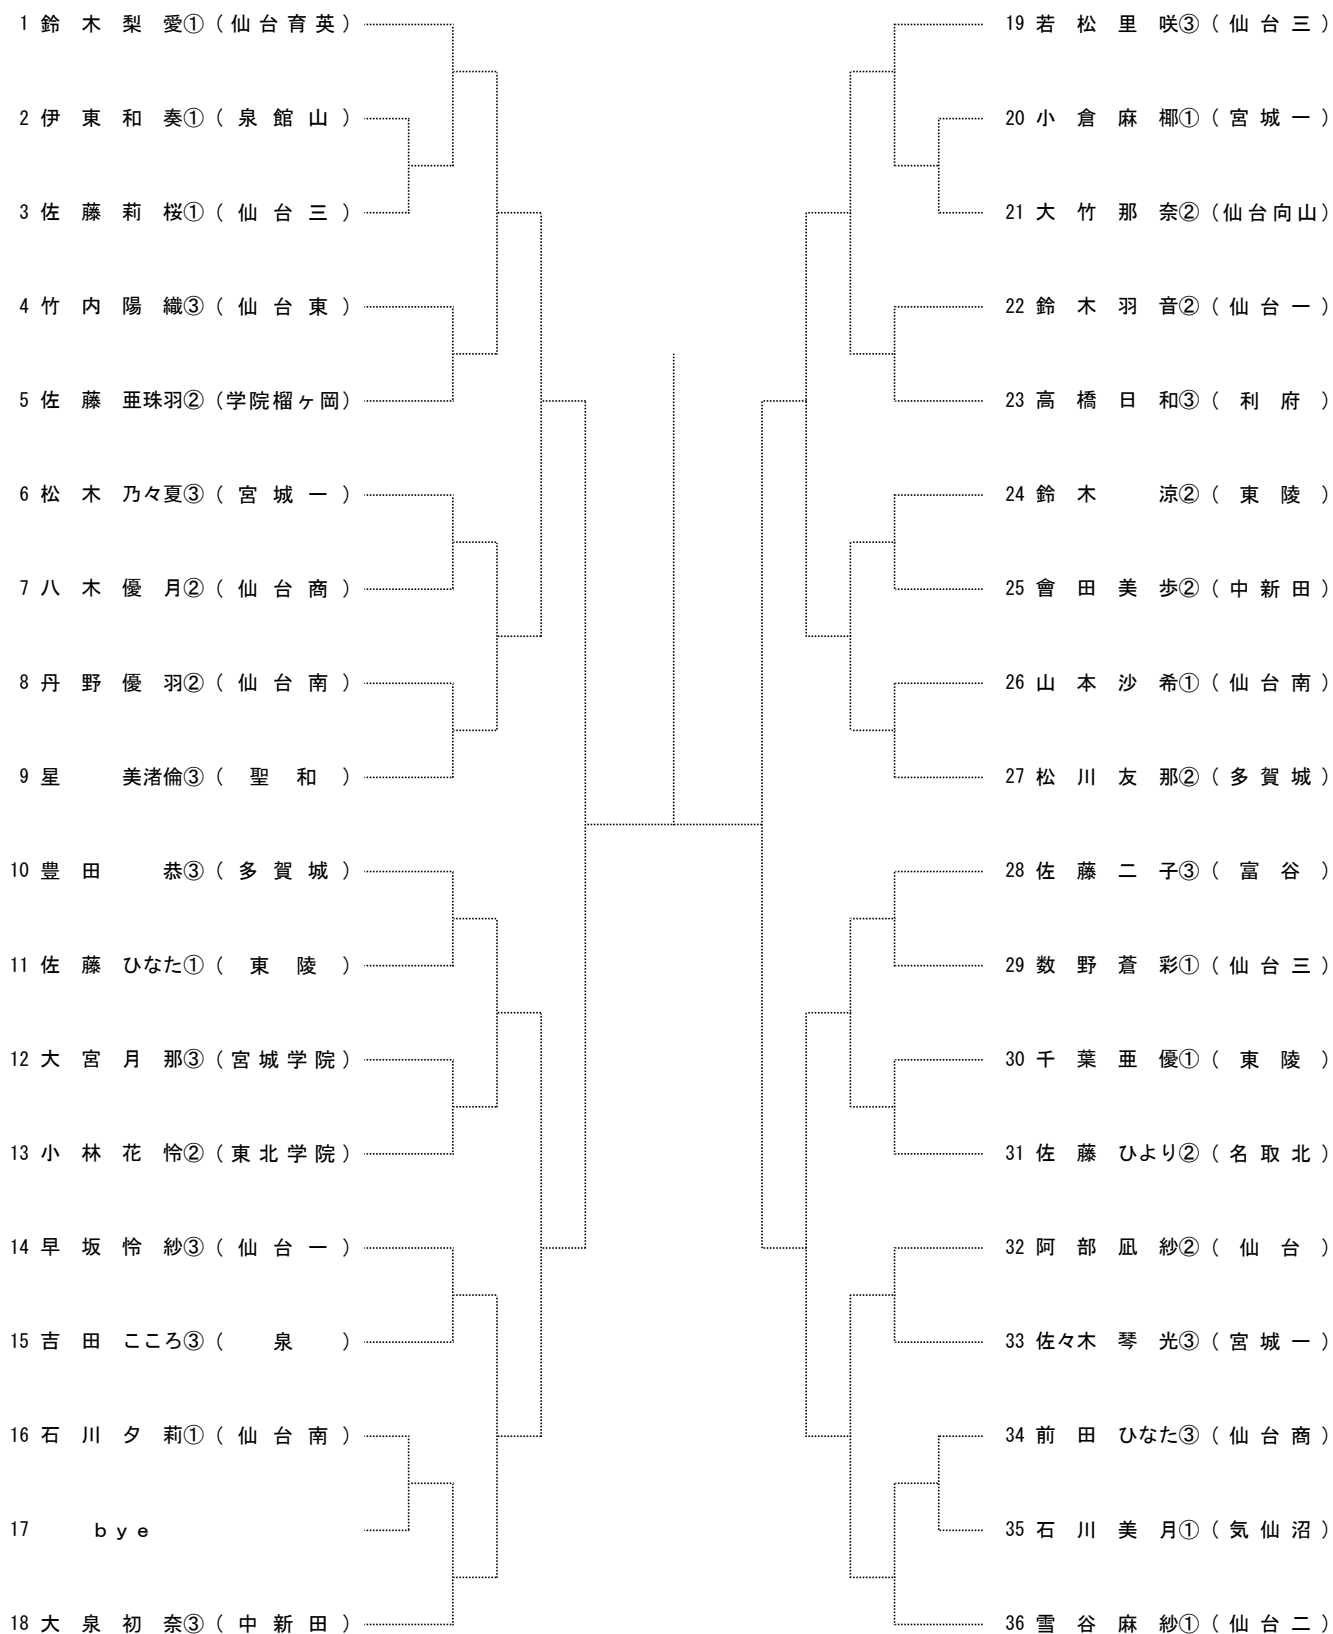 1 鈴木梨愛①(仙台育英)
2 伊東和奏①(泉館山)
3 佐藤莉桜①(仙台三)
4 竹内陽織③(仙台東)
5 佐藤亜珠羽②(学院榴ヶ岡)
6 松木乃々夏③(宮城一)
7 八木優月②(仙台商)
8 丹野優羽②(仙台南)
9 星美渚倫③(聖和)
10 豊田恭③(多賀城)
11 佐藤ひなた①(東陵)
12 大宮月那③(宮城学院)
13 小林花怜②(東北学院)
14 早坂怜紗③(仙台一)
15 吉田こころ③(泉)
16 石川夕莉①(仙台南)
17 bye
18 大泉初奈③(中新田)
19 若松里咲③(仙台三)
20 小倉麻椰①(宮城一)
21 大竹那奈②(仙台向山)
22 鈴木羽音②(仙台一)
23 高橋日和③(利府)
24 鈴木涼②(東陵)
25 會田美歩②(中新田)
26 山本沙希①(仙台南)
27 松川友那②(多賀城)
28 佐藤二子③(富谷)
29 数野蒼彩①(仙台三)
30 千葉亜優①(東陵)
31 佐藤ひより②(名取北)
32 阿部凪紗②(仙台)
33 佐々木琴光③(宮城一)
34 前田ひなた③(仙台商)
35 石川美月①(気仙沼)
36 雪谷麻紗①(仙台二)